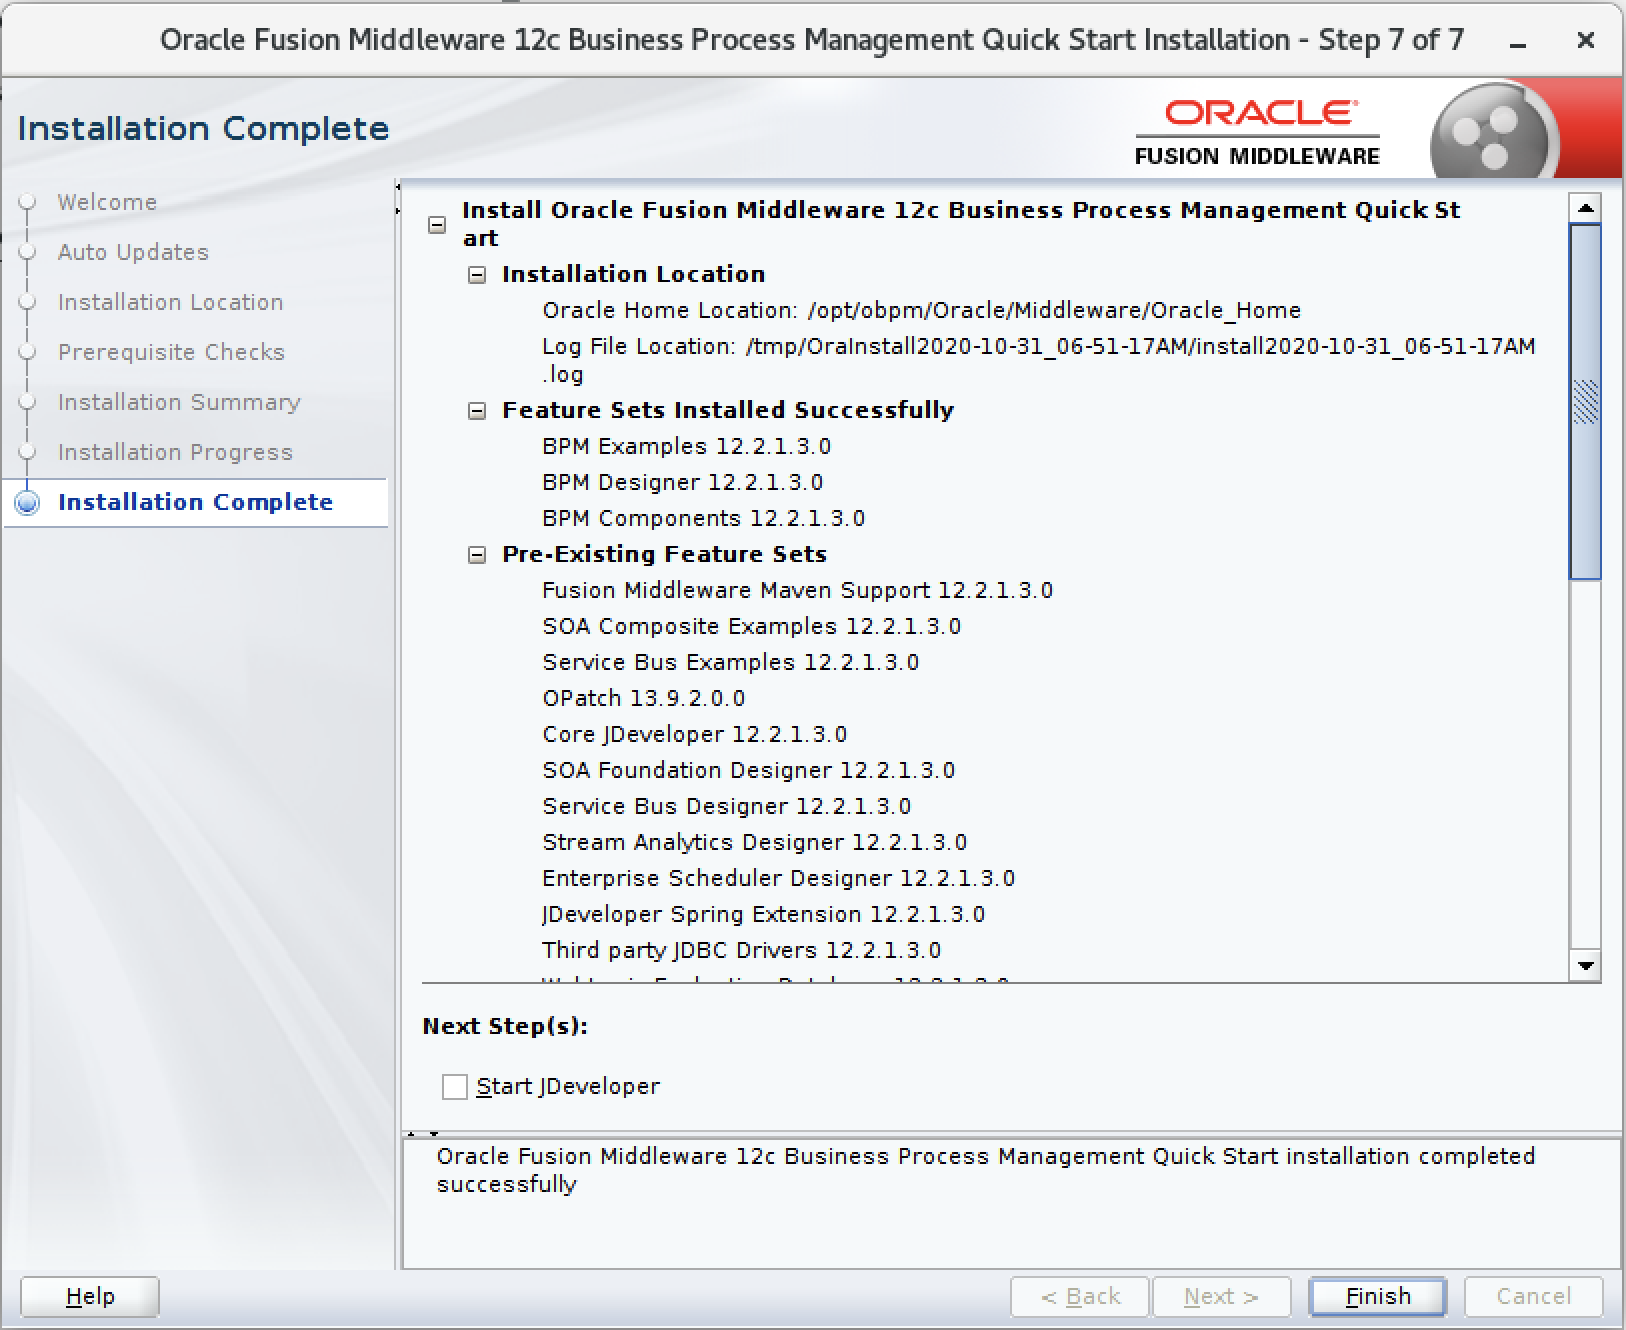 Oracle Fusion Middleware 12c Business Process Management Quick Start Installation - Step 7 of 7
Installation Complete
ORACLE
FUSION MIDDLEWARE
Welcome
Auto Updates
Installation Location
Prerequisite Checks
Installation Summary
Installation Progress
Installation Complete
Install Oracle Fusion Middleware 12c Business Process Management Quick St
art
Installation Location
Oracle Home Location: /opt/obpm/Oracle/Middleware/Oracle_Home
Log File Location: /tmp/OraInstall2020-10-31_06-51-17AM/install2020-10-31_06-51-17AM
.log
Feature Sets Installed Successfully
BPM Examples 12.2.1.3.0
BPM Designer 12.2.1.3.0
BPM Components 12.2.1.3.0
Pre-Existing Feature Sets
Fusion Middleware Maven Support 12.2.1.3.0
SOA Composite Examples 12.2.1.3.0
Service Bus Examples 12.2.1.3.0
OPatch 13.9.2.0.0
Core JDeveloper 12.2.1.3.0
SOA Foundation Designer 12.2.1.3.0
Service Bus Designer 12.2.1.3.0
Stream Analytics Designer 12.2.1.3.0
Enterprise Scheduler Designer 12.2.1.3.0
JDeveloper Spring Extension 12.2.1.3.0
Third party JDBC Drivers 12.2.1.3.0
Next Step(s):
Start JDeveloper
Oracle Fusion Middleware 12c Business Process Management Quick Start installation completed
successfully
Help
< Back
Next >
Finish
Cancel